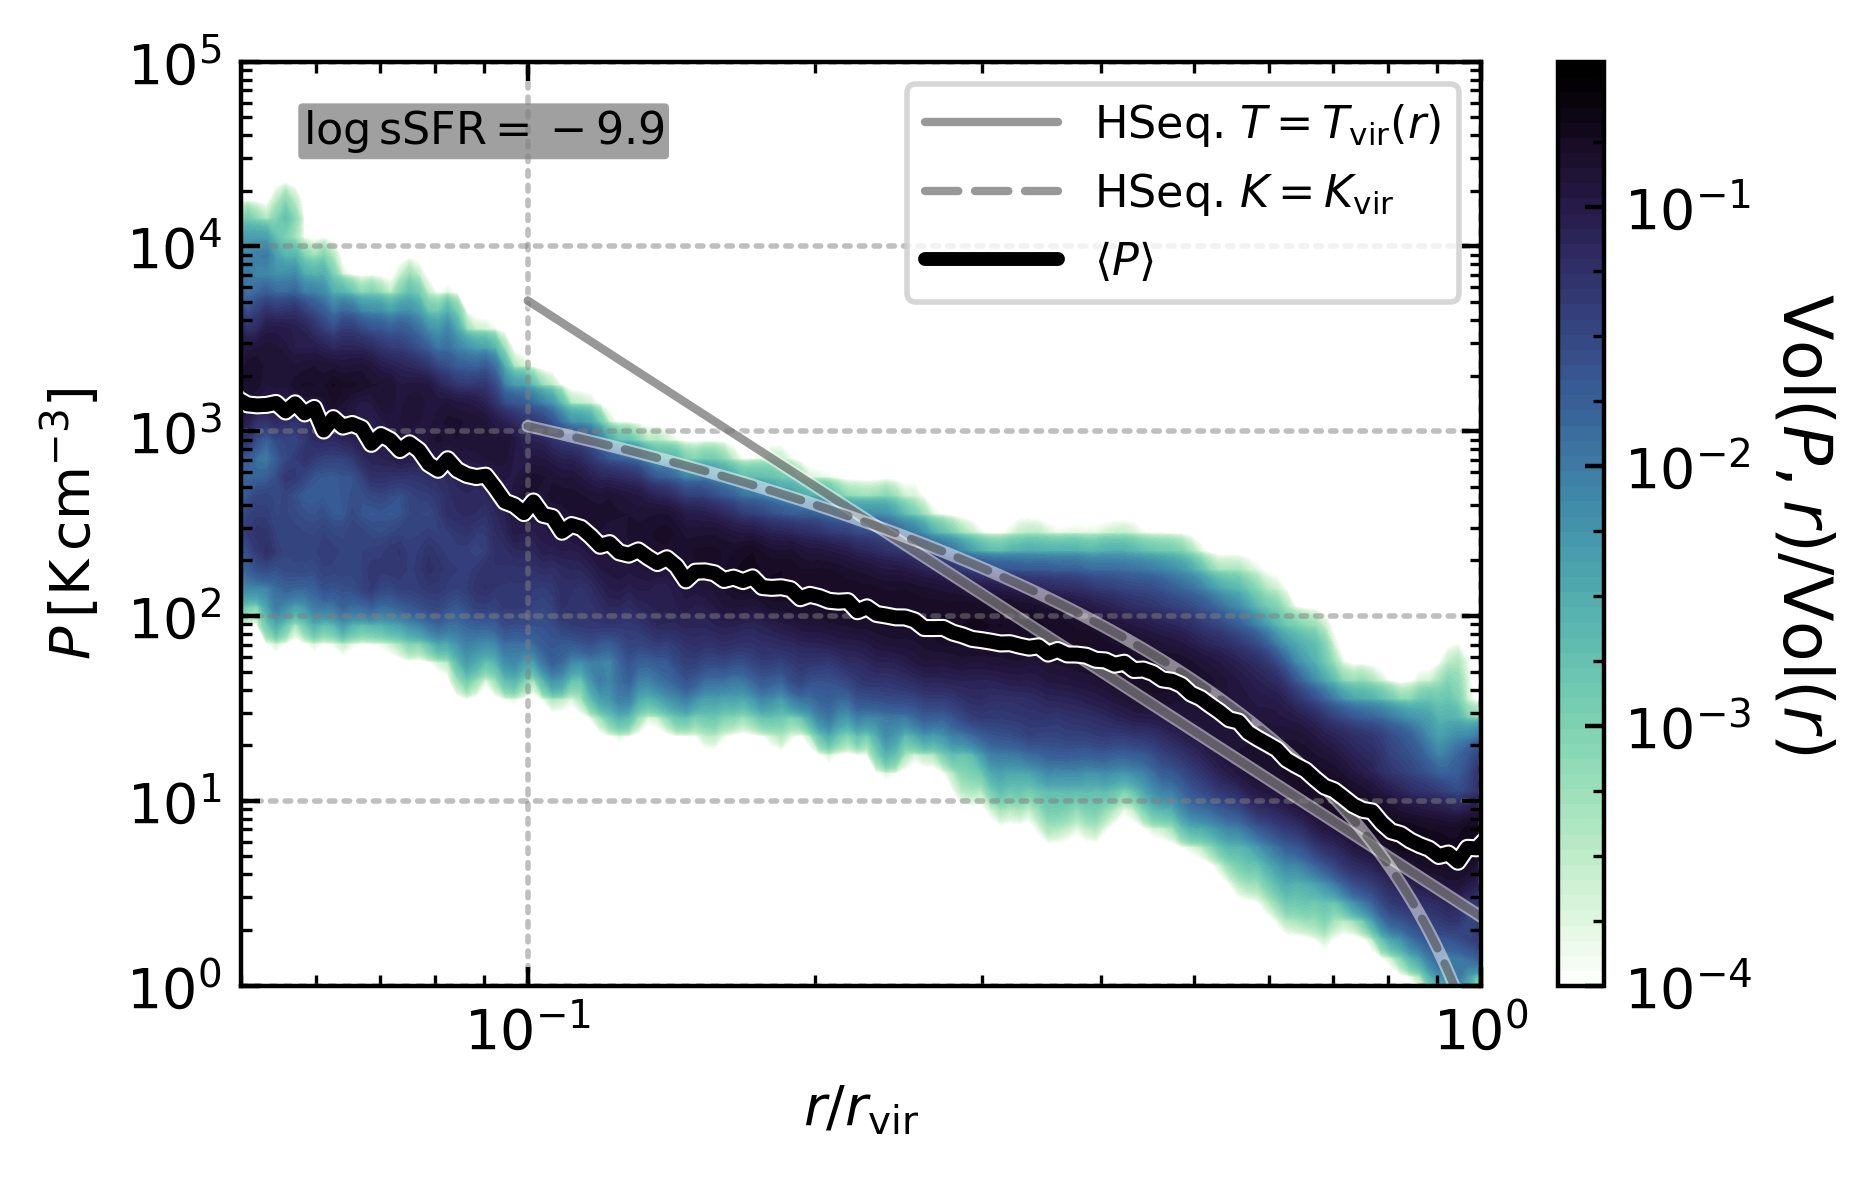 log sSFR = −9.9
HSeq. T = T_vir(r)
HSeq. K = K_vir
⟨P⟩
10^5
10^4
10^3
10^2
10^1
10^0
P [K cm^−3]
10^−1
10^0
r/r_vir
10^−1
10^−2
10^−3
10^−4
Vol(P, r)/Vol(r)